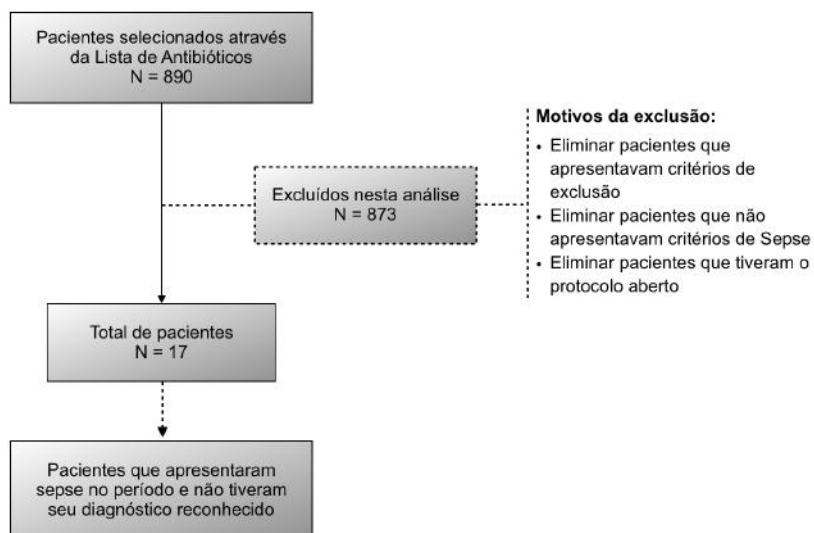 Pacientes selecionados através
da Lista de Antibióticos
N = 890
Motivos da exclusão:
• Eliminar pacientes que
apresentavam critérios de
exclusão
• Eliminar pacientes que não
apresentavam critérios de Sepse
• Eliminar pacientes que tiveram o
protocolo aberto
Excluídos nesta análise
N = 873
Total de pacientes
N = 17
Pacientes que apresentaram
sepse no período e não tiveram
seu diagnóstico reconhecido